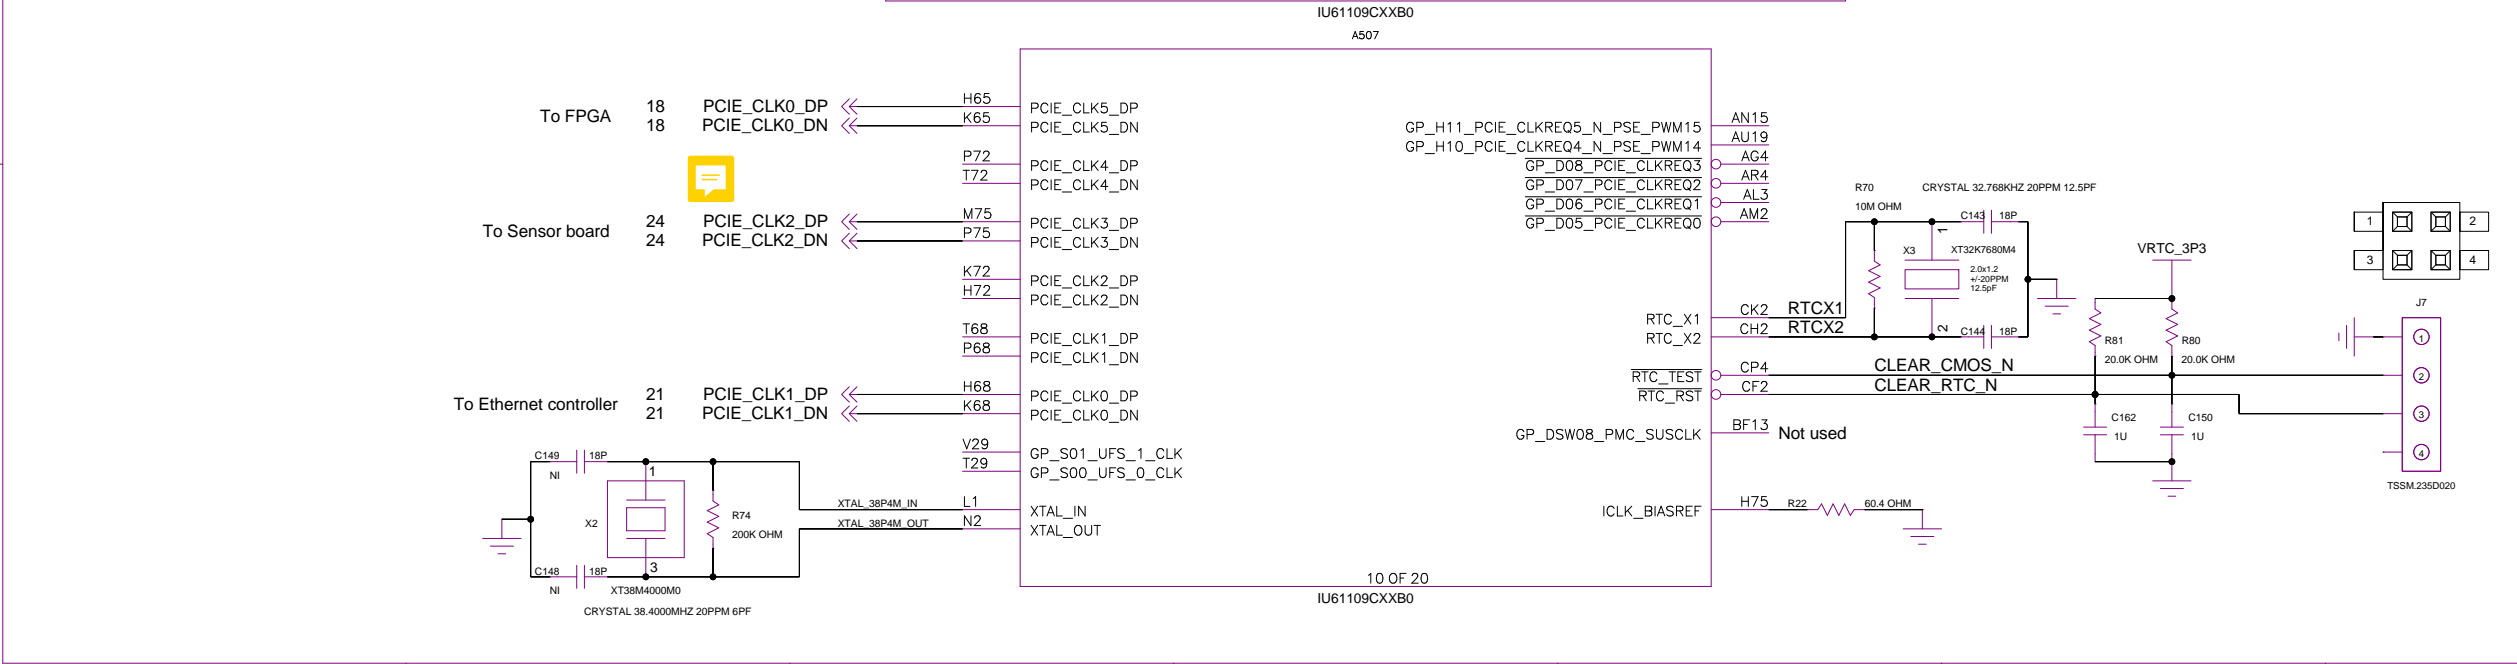 IU61109CXXB0
A507
To FPGA
18 PCIE_CLK0_DP H65 PCIE_CLK5_DP
18 PCIE_CLK0_DN K65 PCIE_CLK5_DN
P72 PCIE_CLK4_DP
T72 PCIE_CLK4_DN
To Sensor board
24 PCIE_CLK2_DP M75 PCIE_CLK3_DP
24 PCIE_CLK2_DN P75 PCIE_CLK3_DN
K72 PCIE_CLK2_DP
H72 PCIE_CLK2_DN
T68 PCIE_CLK1_DP
P68 PCIE_CLK1_DN
To Ethernet controller
21 PCIE_CLK1_DP H68 PCIE_CLK0_DP
21 PCIE_CLK1_DN K68 PCIE_CLK0_DN
V29 GP_S01_UFS_1_CLK
T29 GP_S00_UFS_0_CLK
C149 18P
NI
1
X2
R74
200K OHM
XTAL_38P4M_IN L1 XTAL_IN
XTAL_38P4M_OUT N2 XTAL_OUT
C148 18P
NI
3
XT38M4000M0
CRYSTAL 38.4000MHZ 20PPM 6PF
GP_H11_PCIE_CLKREQ5_N_PSE_PWM15 AN15
GP_H10_PCIE_CLKREQ4_N_PSE_PWM14 AU19
GP_D08_PCIE_CLKREQ3 AG4
GP_D07_PCIE_CLKREQ2 AR4
GP_D06_PCIE_CLKREQ1 AL3
GP_D05_PCIE_CLKREQ0 AM2
RTC_X1 CK2 RTCX1
RTC_X2 CH2 RTCX2
RTC_TEST CP4 CLEAR_CMOS_N
RTC_RST CF2 CLEAR_RTC_N
GP_DSW08_PMC_SUSCLK BF13 Not used
ICLK_BIASREF H75 R22 60.4 OHM
10 OF 20
IU61109CXXB0
R70
10M OHM
CRYSTAL 32.768KHZ 20PPM 12.5PF
C143 18P
1
X3
XT32K7680M4
2.0x1.2
+/-20PPM
12.5pF
2
C144 18P
VRTC_3P3
R81
20.0K OHM
R80
20.0K OHM
C162
1U
C150
1U
1 2
3 4
J7
1
2
3
4
TSSM.235D020